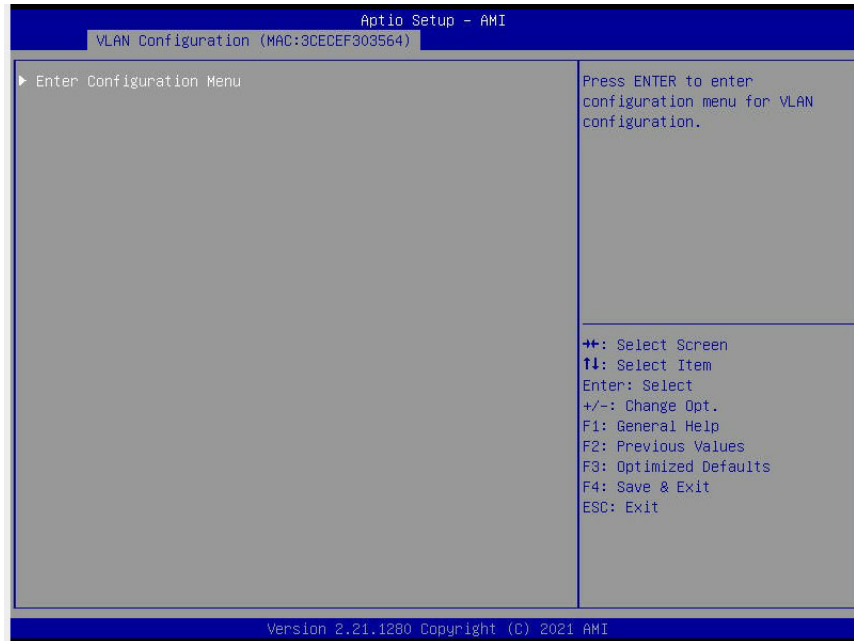 Aptio Setup - AMI
VLAN Configuration (MAC:3CECEF303564)
▶ Enter Configuration Menu
Press ENTER to enter
configuration menu for VLAN
configuration.
→←: Select Screen
↑↓: Select Item
Enter: Select
+/-: Change Opt.
F1: General Help
F2: Previous Values
F3: Optimized Defaults
F4: Save & Exit
ESC: Exit
Version 2.21.1280 Copyright (C) 2021 AMI